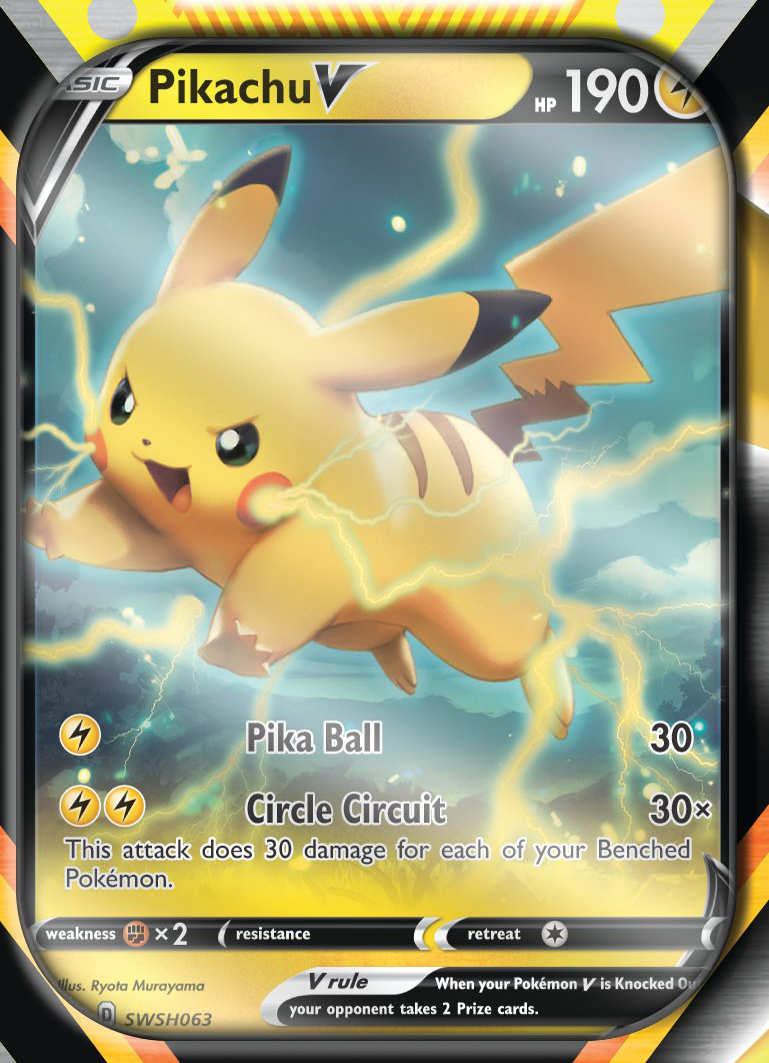 BASIC Pikachu V HP 190
Pika Ball 30
Circle Circuit 30×
This attack does 30 damage for each of your Benched
Pokémon.
weakness ×2 resistance retreat
Illus. Ryota Murayama
D SWSH063
V rule When your Pokémon V is Knocked Ou
your opponent takes 2 Prize cards.